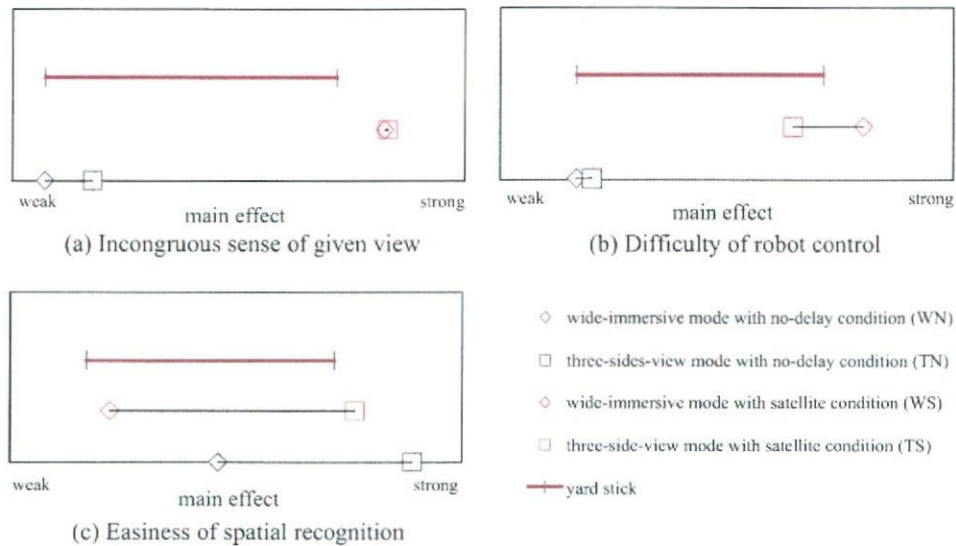 weak
strong
main effect
(a) Incongruous sense of given view
weak
strong
main effect
(b) Difficulty of robot control
weak
strong
main effect
(c) Easiness of spatial recognition
wide-immersive mode with no-delay condition (WN)
three-sides-view mode with no-delay condition (TN)
wide-immersive mode with satellite condition (WS)
three-side-view mode with satellite condition (TS)
yard stick